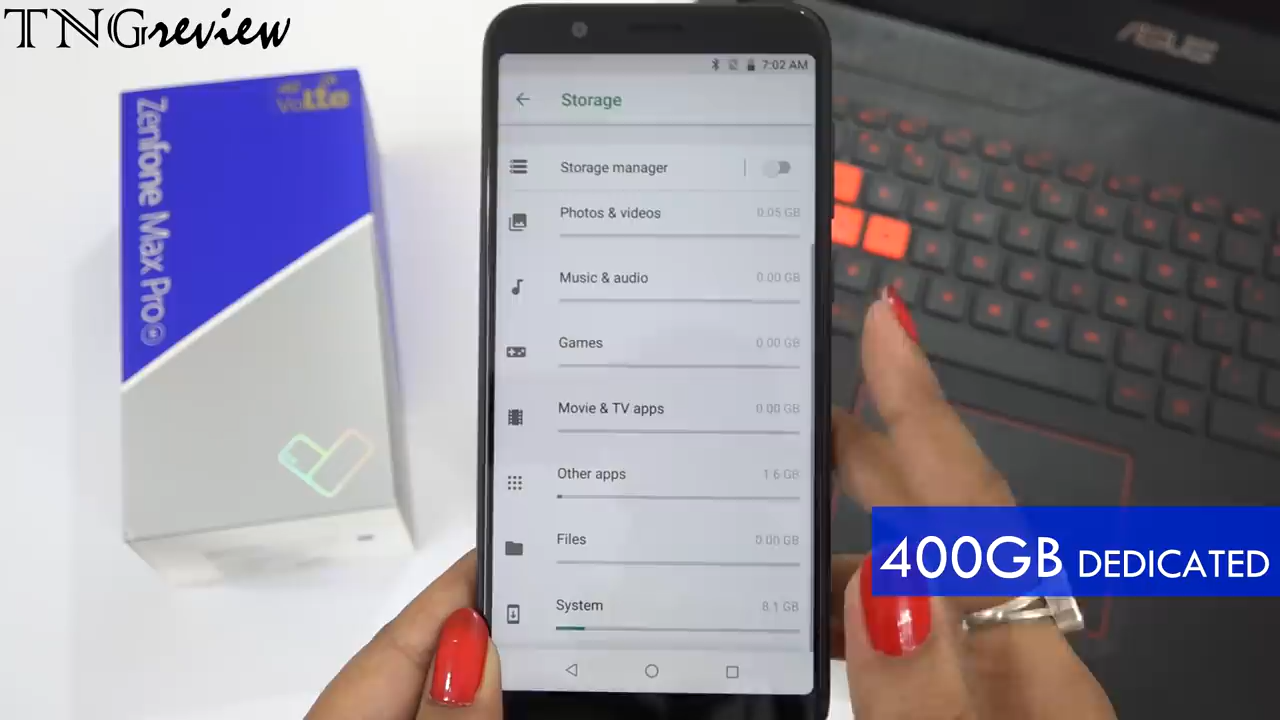 TNGreview
VoLTE
Zenfone Max Pro
ASUS
7:02 AM
Storage
Storage manager
Photos & videos 0.05 GB
Music & audio 0.00 GB
Games 0.00 GB
Movie & TV apps 0.00 GB
Other apps 1.6 GB
Files 0.00 GB
System 8.1 GB
400GB DEDICATED